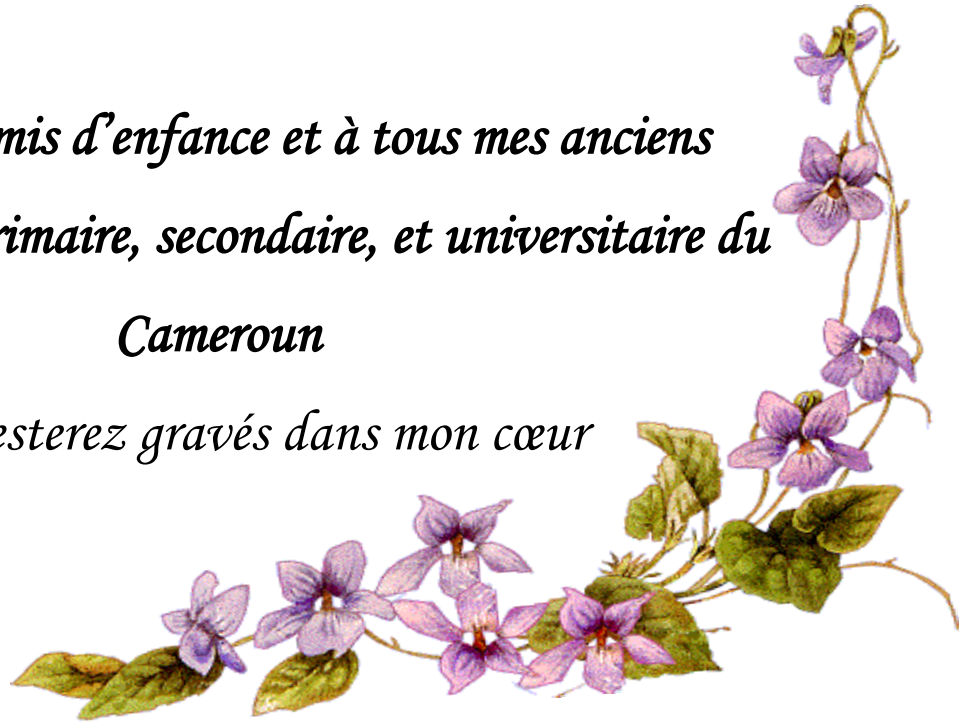 mis d’enfance et à tous mes anciens
rimaire, secondaire, et universitaire du
Cameroun
esterez gravés dans mon cœur